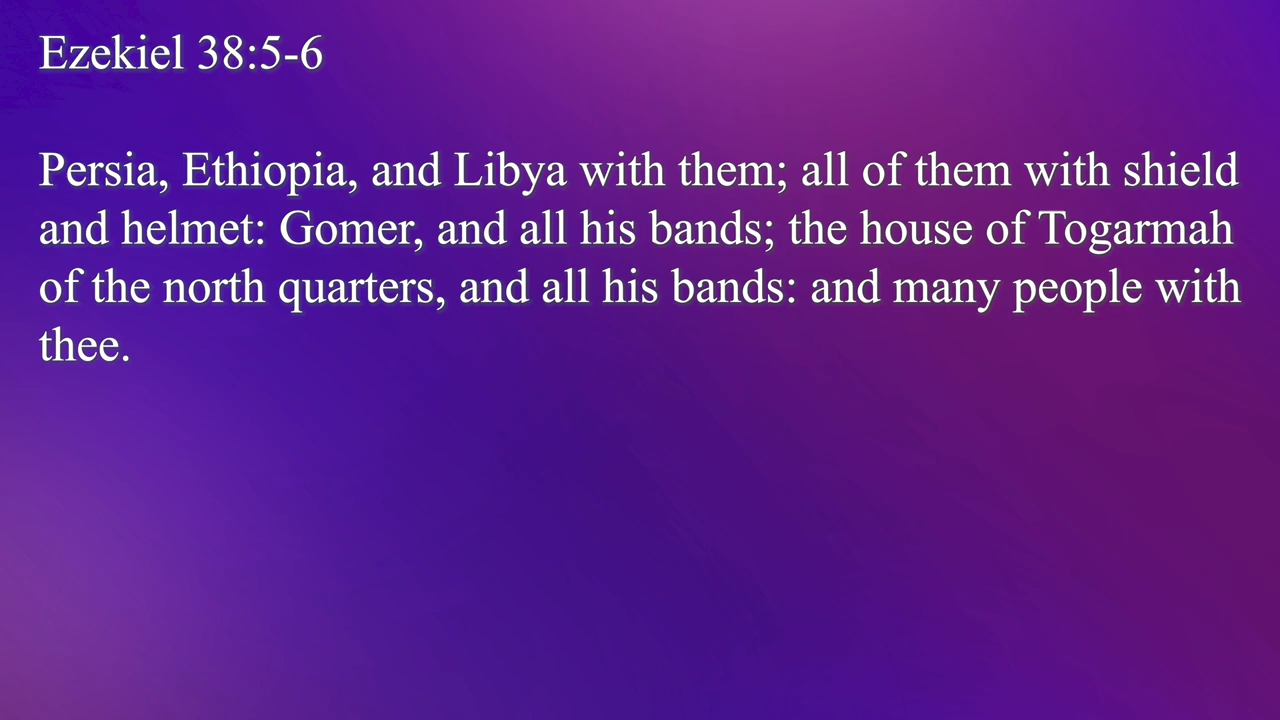 Ezekiel 38:5-6
Persia, Ethiopia, and Libya with them; all of them with shield
and helmet: Gomer, and all his bands; the house of Togarmah
of the north quarters, and all his bands: and many people with
thee.